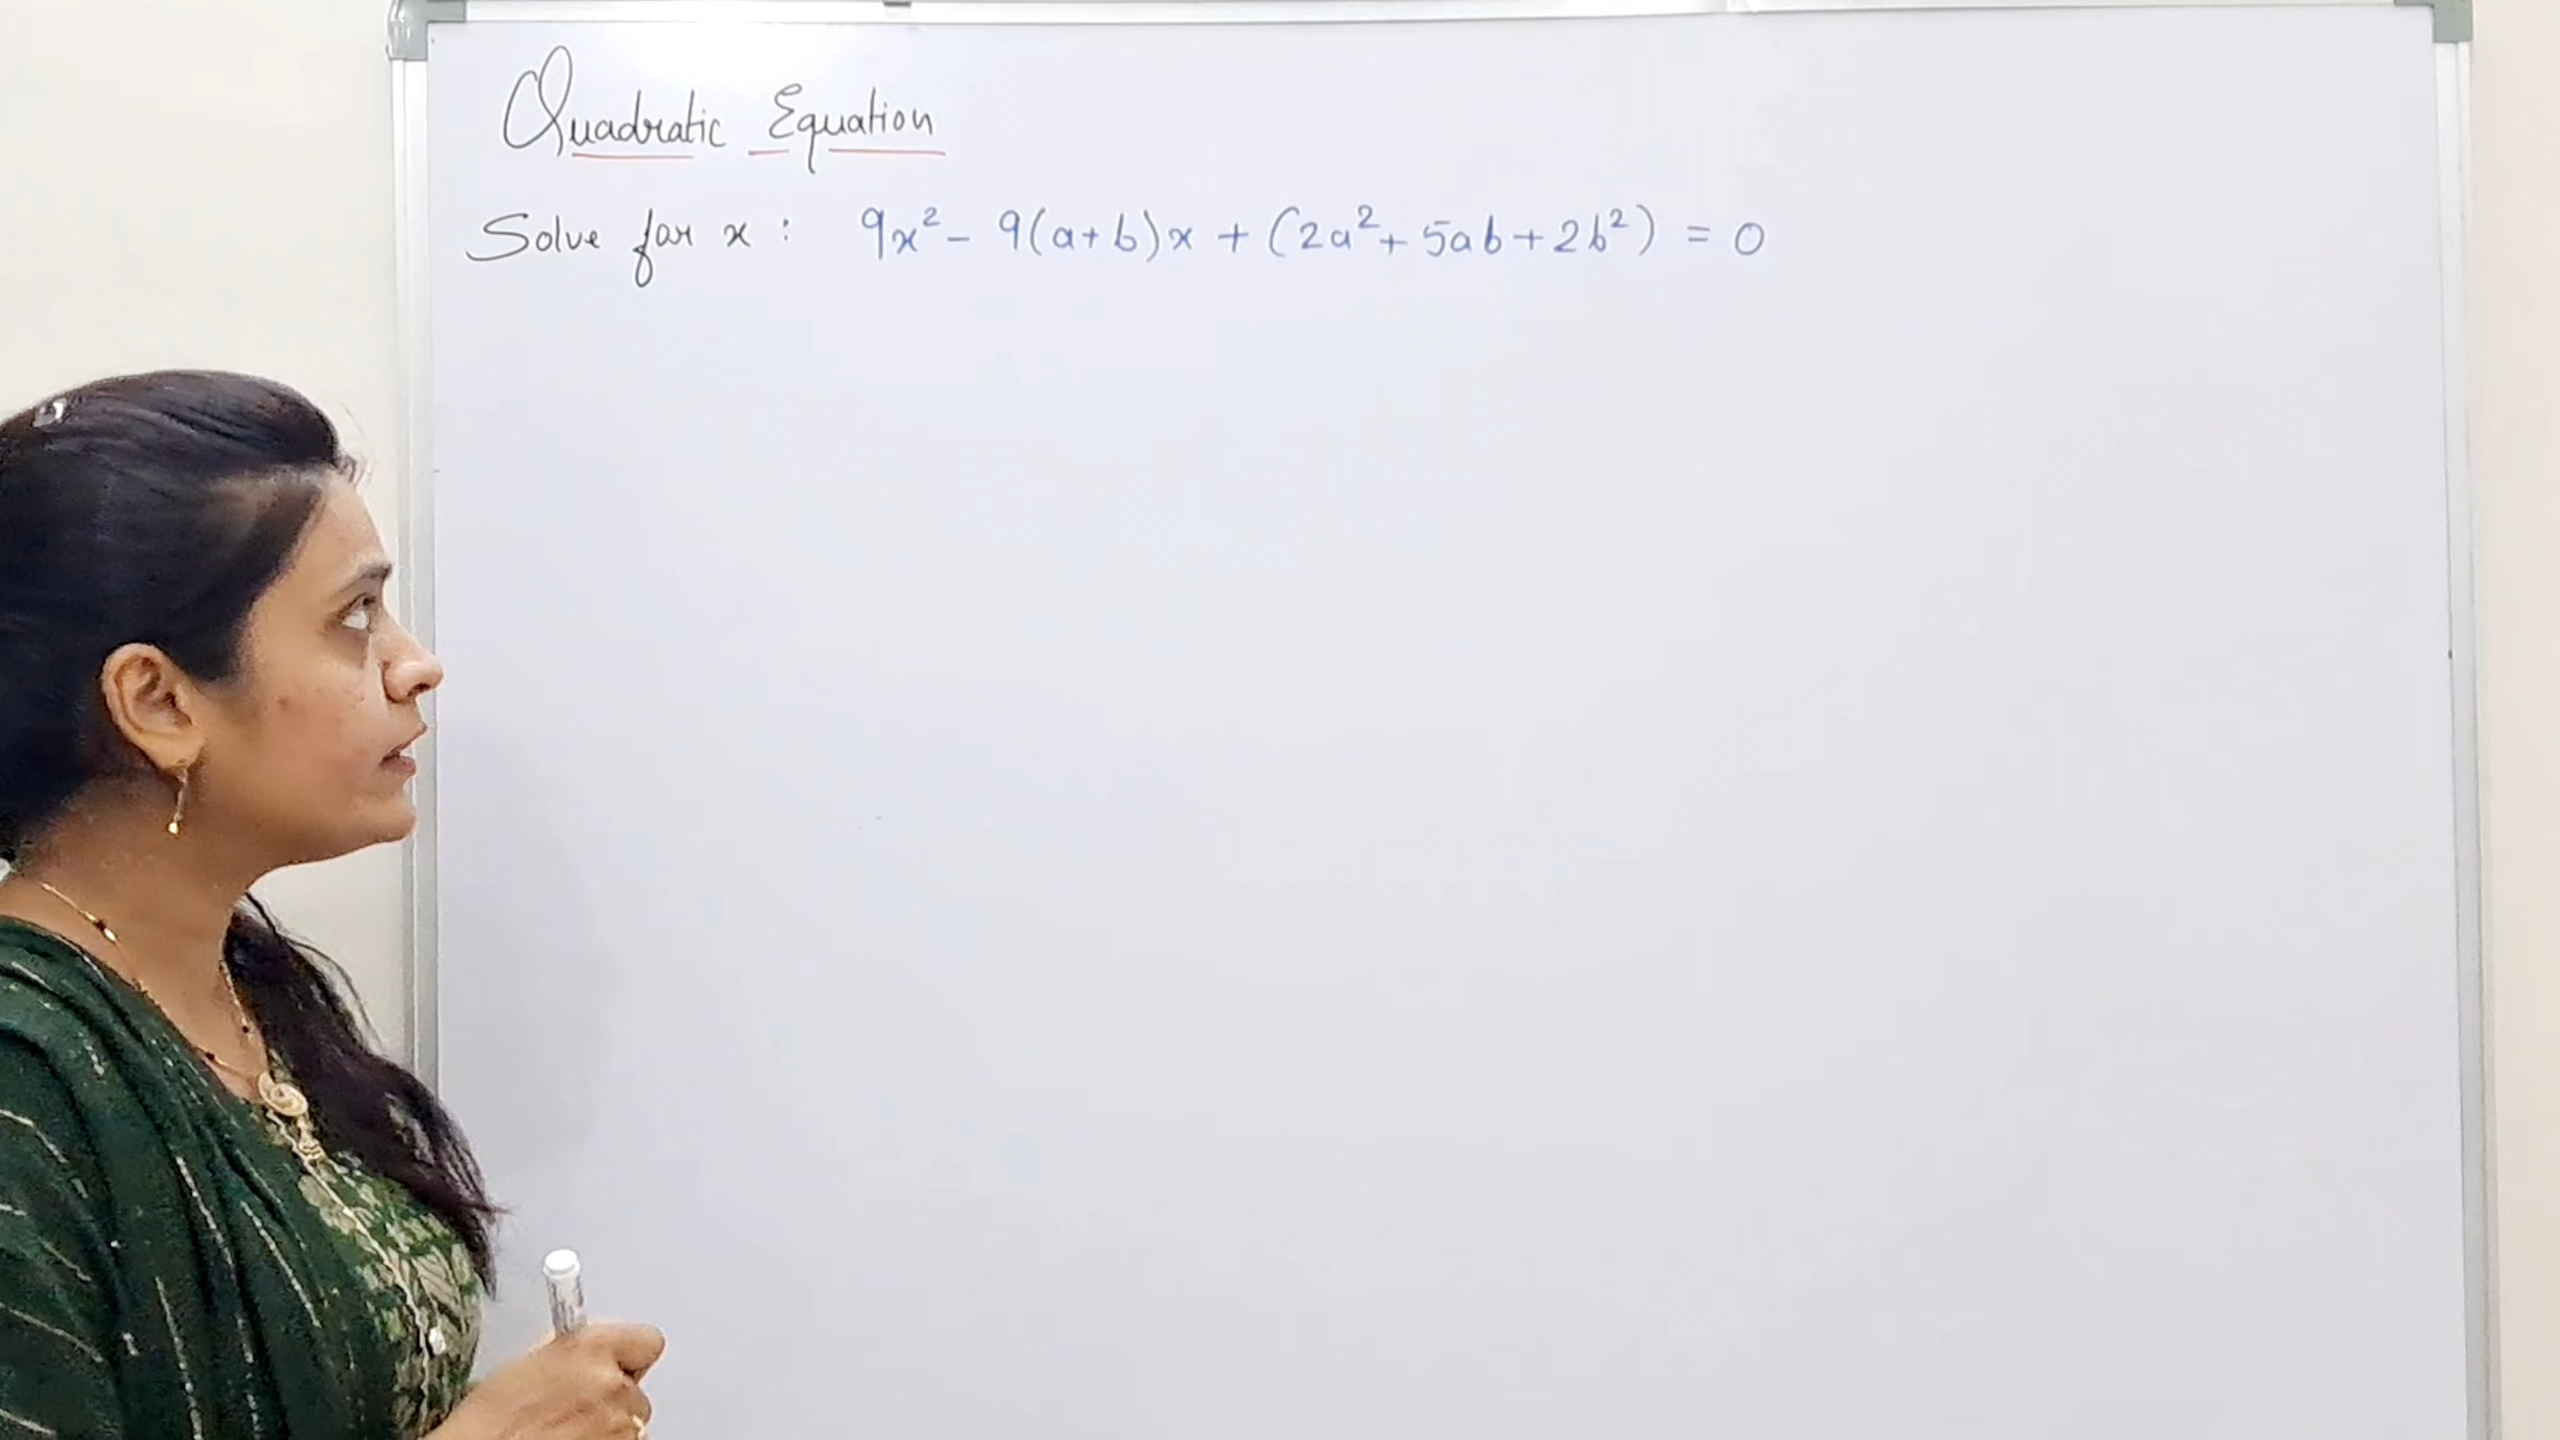 Quadratic Equation
Solve for x : 9x² - 9(a+b)x + (2a² + 5ab + 2b²) = 0